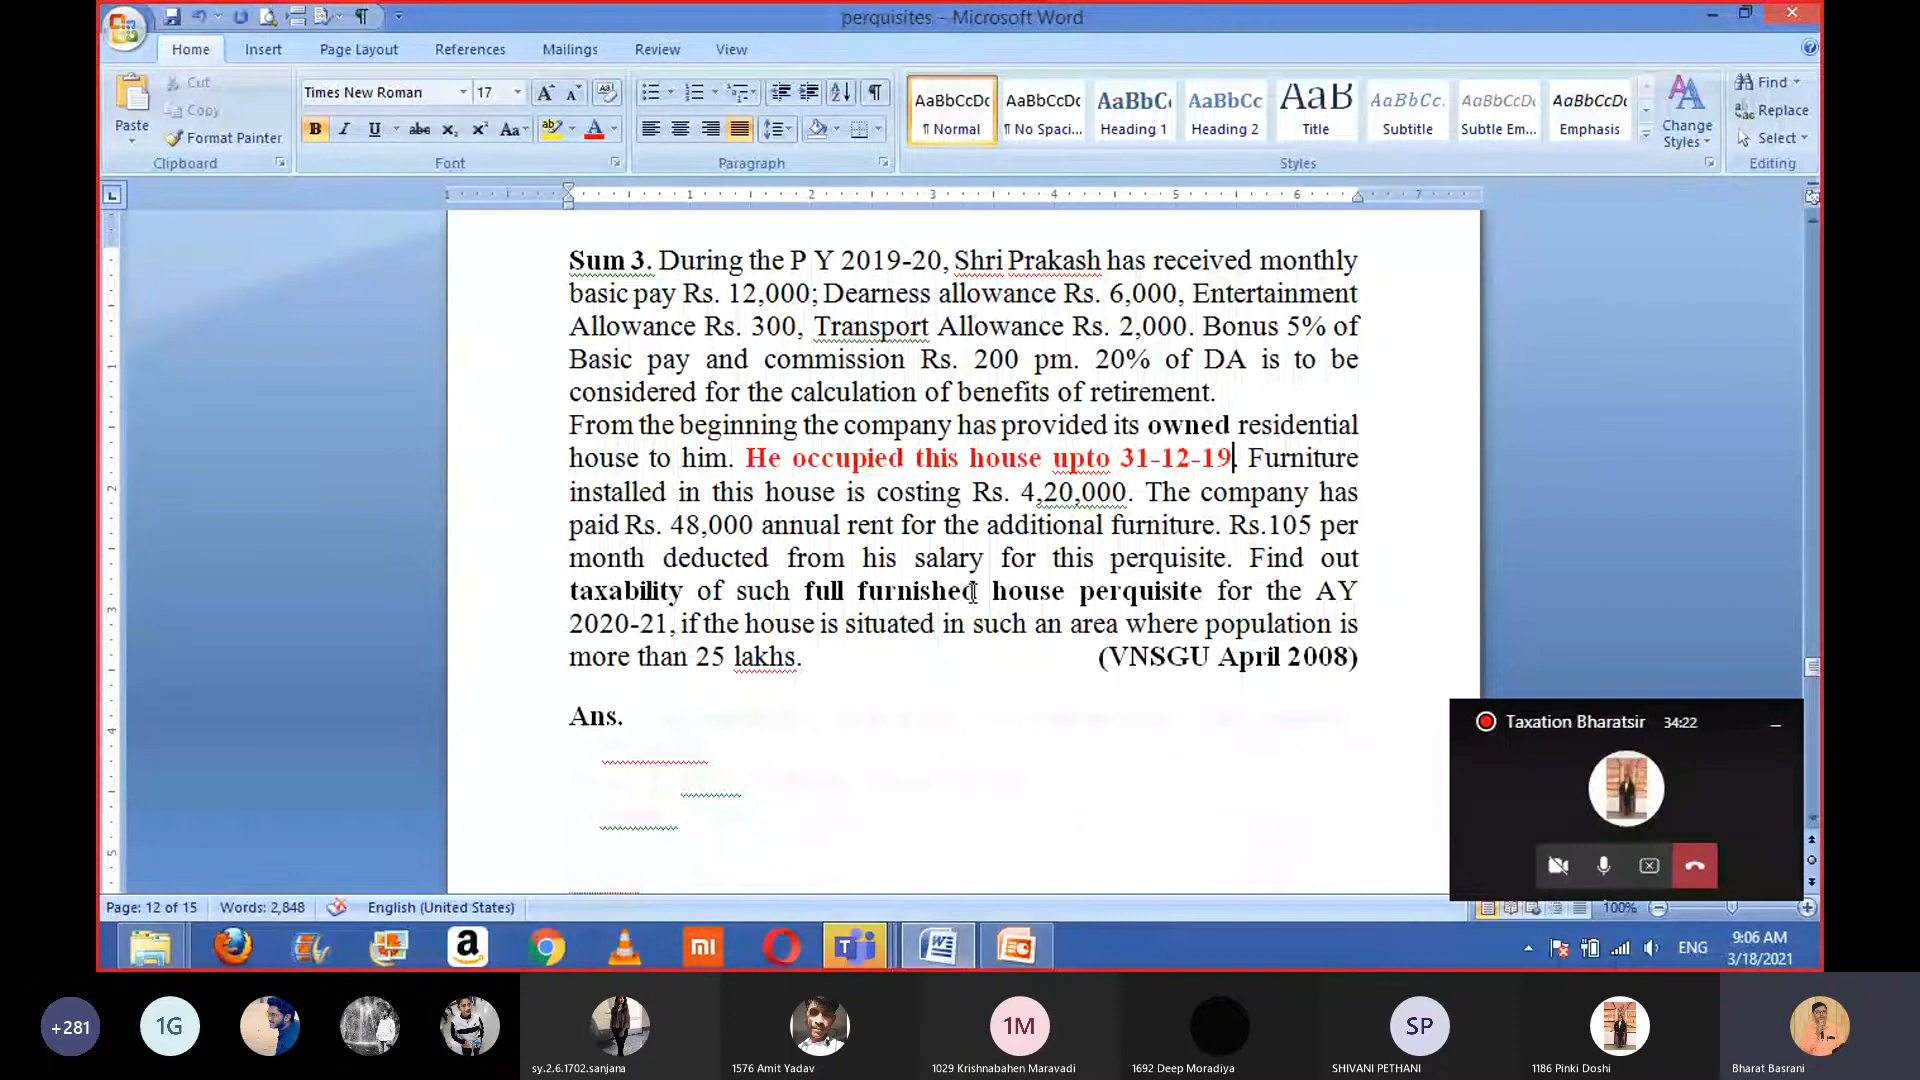 perquisites - Microsoft Word
Home Insert Page Layout References Mailings Review View
Paste
Cut
Copy
Format Painter
Clipboard
Times New Roman 17
Font
Paragraph
AaBbCcDc AaBbCcDc AaBbC AaBbCc AaB AaBbCc. AaBbCcDc AaBbCcDc
¶ Normal ¶ No Spaci... Heading 1 Heading 2 Title Subtitle Subtle Em... Emphasis
Change Styles
Styles
Find
Replace
Select
Editing
Sum 3. During the P Y 2019-20, Shri Prakash has received monthly
basic pay Rs. 12,000; Dearness allowance Rs. 6,000, Entertainment
Allowance Rs. 300, Transport Allowance Rs. 2,000. Bonus 5% of
Basic pay and commission Rs. 200 pm. 20% of DA is to be
considered for the calculation of benefits of retirement.
From the beginning the company has provided its owned residential
house to him. He occupied this house upto 31-12-19. Furniture
installed in this house is costing Rs. 4,20,000. The company has
paid Rs. 48,000 annual rent for the additional furniture. Rs.105 per
month deducted from his salary for this perquisite. Find out
taxability of such full furnished house perquisite for the AY
2020-21, if the house is situated in such an area where population is
more than 25 lakhs. (VNSGU April 2008)
Ans.
Taxation Bharatsir 34:22
Page: 12 of 15 Words: 2,848 English (United States) 100%
ENG
9:06 AM
3/18/2021
+281 1G 1M SP
sy.2.6.1702.sanjana 1576 Amit Yadav 1029 Krishnabahen Maravadi 1692 Deep Moradiya SHIVANI PETHANI 1186 Pinki Doshi Bharat Basrani